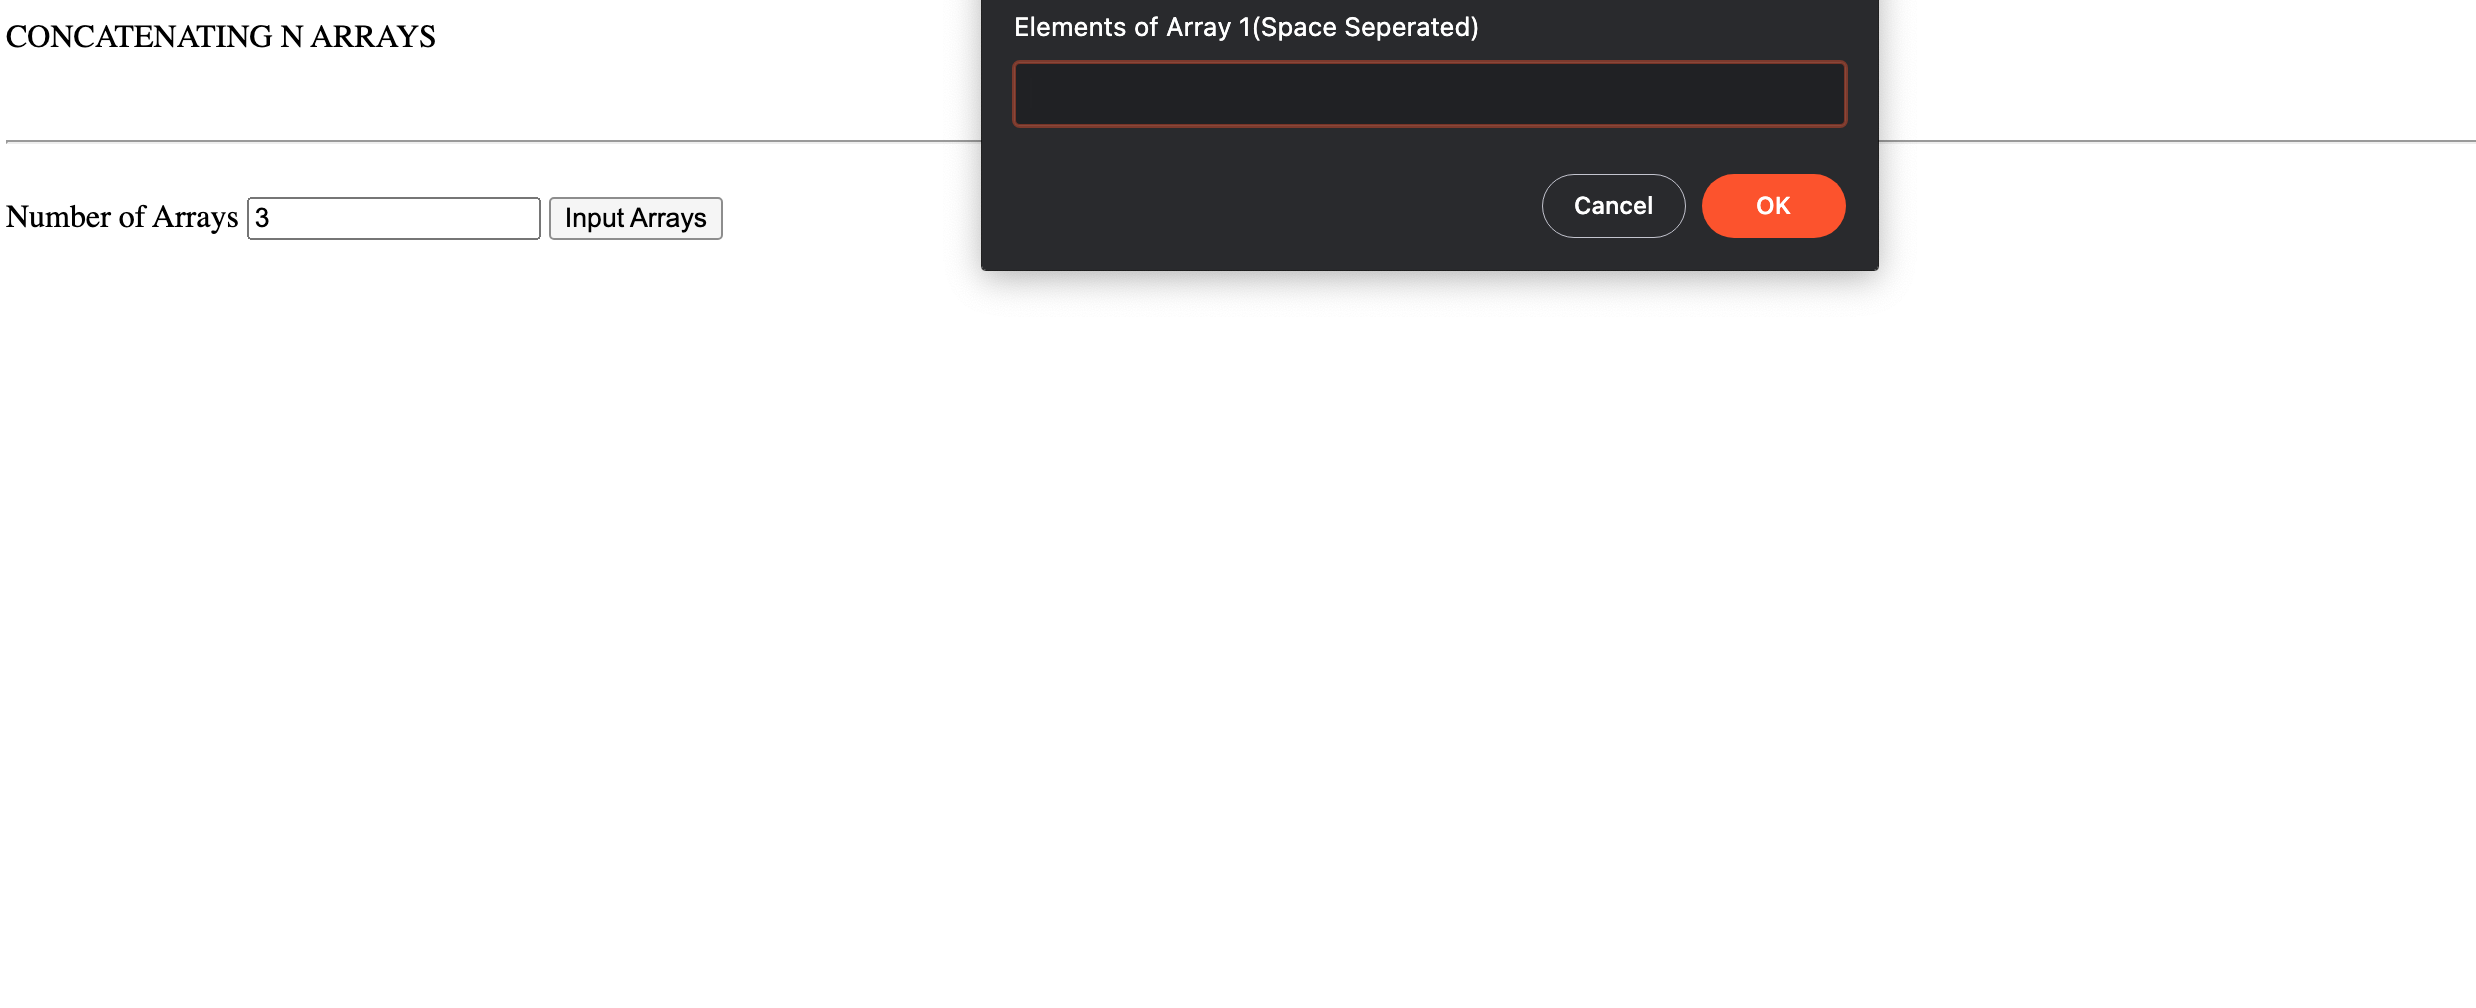 CONCATENATING N ARRAYS
Elements of Array 1(Space Seperated)
Cancel OK
Number of Arrays 3 Input Arrays